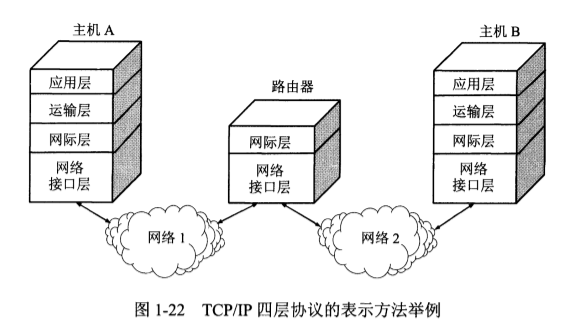 主机 A
应用层
运输层
网际层
网络
接口层
路由器
网际层
网络
接口层
主机 B
应用层
运输层
网际层
网络
接口层
网络 1
网络 2
图 1-22 TCP/IP 四层协议的表示方法举例